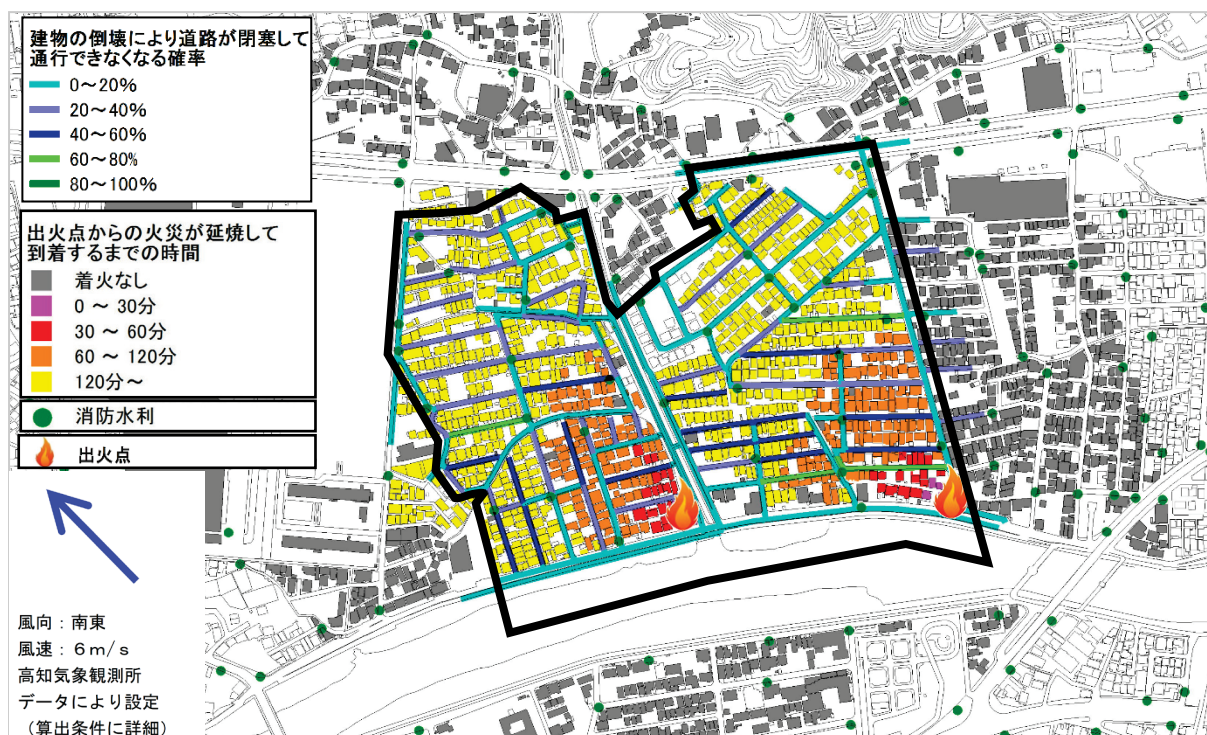 建物の倒壊により道路が閉塞して
通行できなくなる確率
0～20%
20～40%
40～60%
60～80%
80～100%
出火点からの火災が延焼して
到着するまでの時間
着火なし
0 ～ 30分
30 ～ 60分
60 ～ 120分
120分～
消防水利
出火点
風向：南東
風速：6m/s
高知気象観測所
データにより設定
（算出条件に詳細）